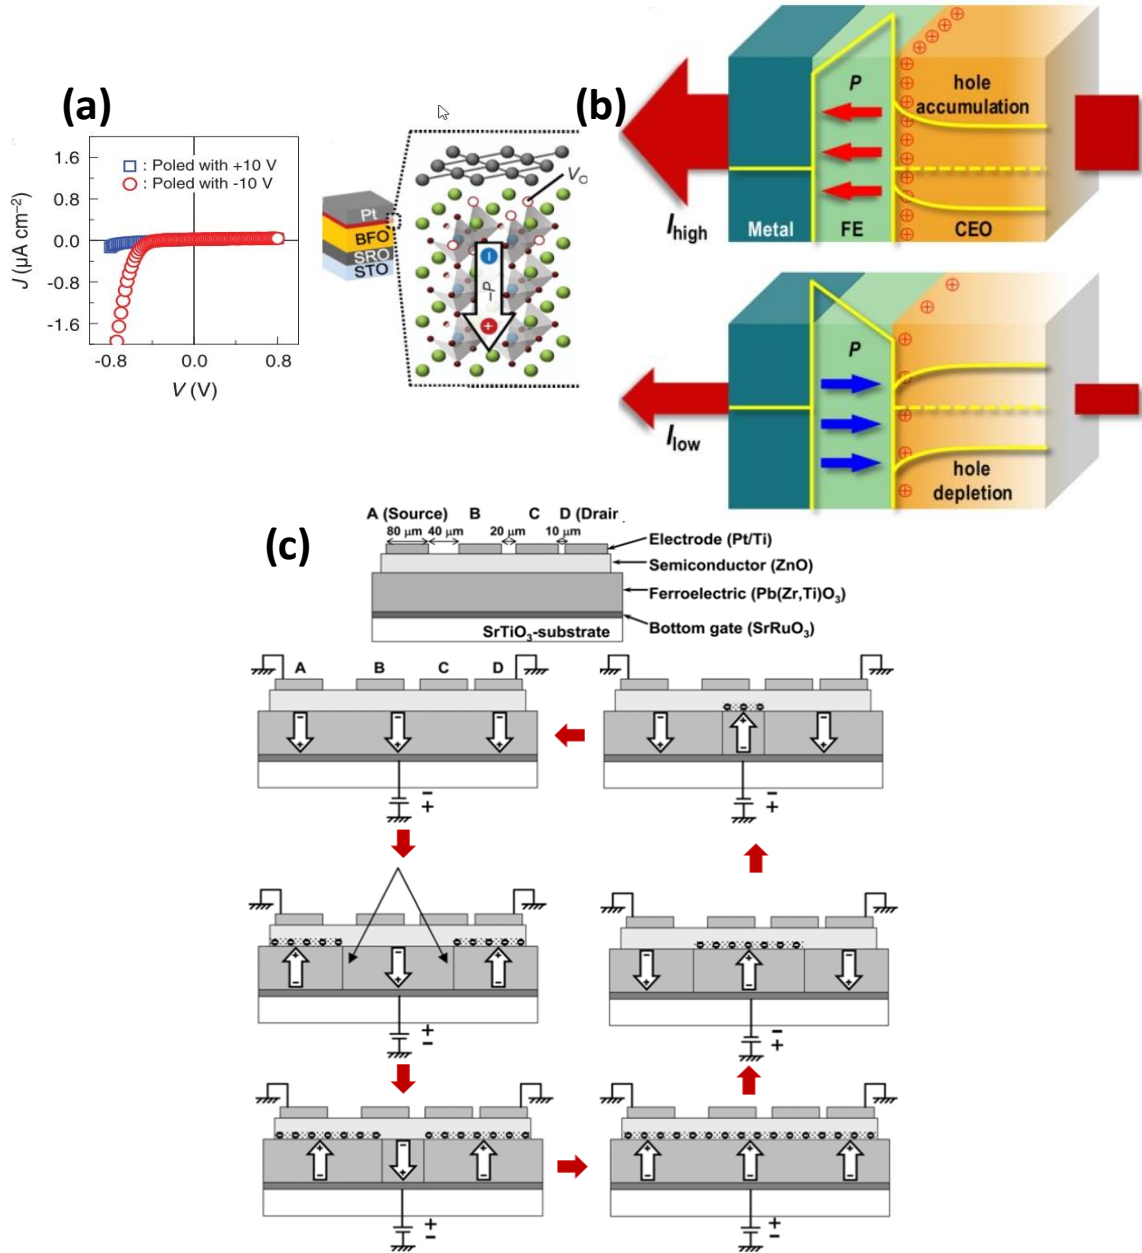 (a)
1.6
0.8
0.0
-0.8
-1.6
J (µA cm⁻²)
: Poled with +10 V
: Poled with -10 V
-0.8
0.0
0.8
V (V)
Pt
BFO
SRO
STO
V
−P
−
+
(b)
P
hole
accumulation
I high
Metal
FE
CEO
P
I low
hole
depletion
(c)
A (Source)
B
C
D (Drain
80 µm
40 µm
20 µm
10 µm
Electrode (Pt/Ti)
Semiconductor (ZnO)
Ferroelectric (Pb(Zr,Ti)O₃)
Bottom gate (SrRuO₃)
SrTiO₃-substrate
A
B
C
D